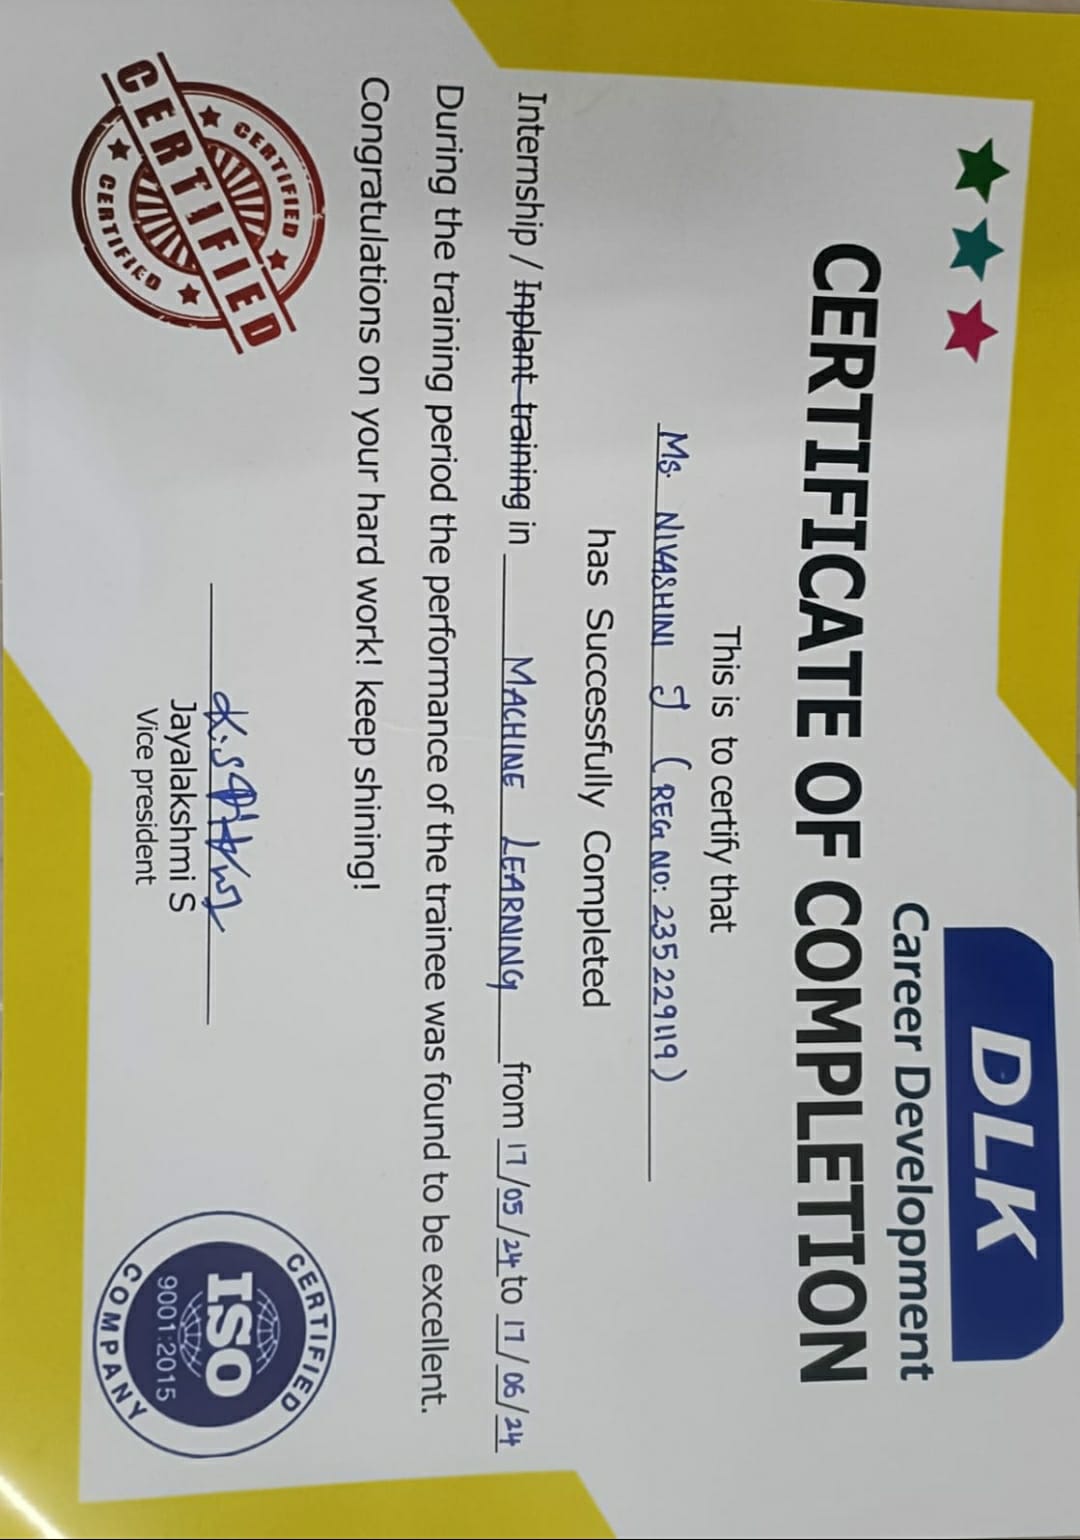 DLK
Career Development
CERTIFICATE OF COMPLETION
This is to certify that
Ms. NIVASHINI J (REG NO: 235229119)
has Successfully Completed
Internship / Inplant training in MACHINE LEARNING from 17/05/24 to 17/06/24
During the training period the performance of the trainee was found to be excellent.
Congratulations on your hard work! keep shining!
CERTIFIED
CERTIFIED
CERTIFIED
Jayalakshmi S
Vice president
CERTIFIED
ISO
9001:2015
COMPANY